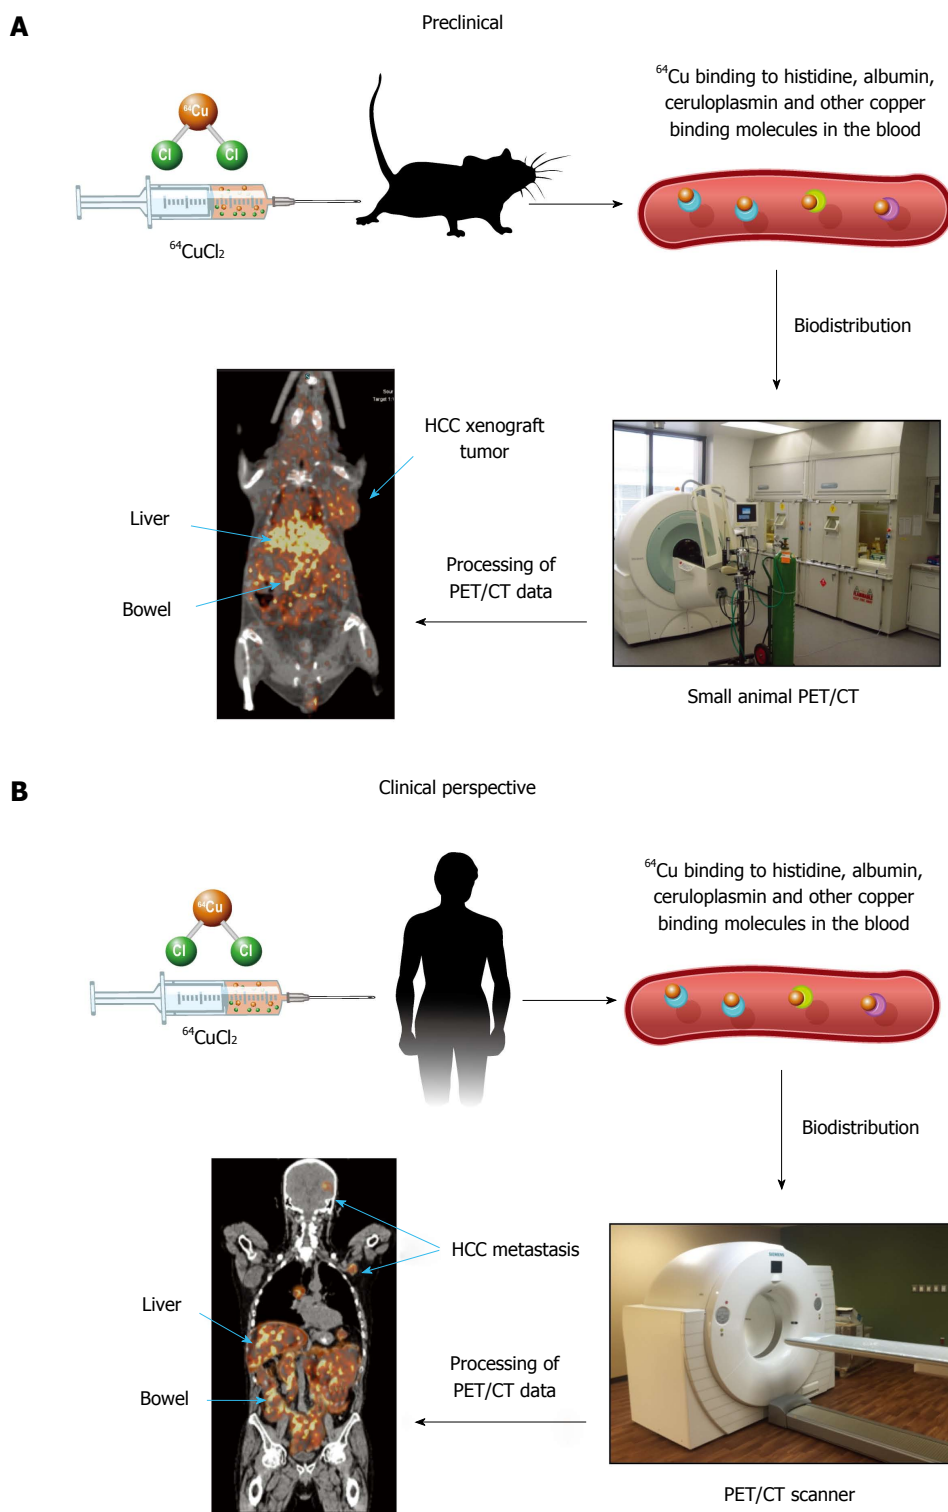 A
Preclinical
⁶⁴Cu
Cl Cl
⁶⁴CuCl₂
⁶⁴Cu binding to histidine, albumin,
ceruloplasmin and other copper
binding molecules in the blood
Biodistribution
HCC xenograft
tumor
Liver
Bowel
Processing of
PET/CT data
Small animal PET/CT
B
Clinical perspective
⁶⁴Cu
Cl Cl
⁶⁴CuCl₂
⁶⁴Cu binding to histidine, albumin,
ceruloplasmin and other copper
binding molecules in the blood
Biodistribution
HCC metastasis
Liver
Bowel
Processing of
PET/CT data
SIEMENS
PET/CT scanner